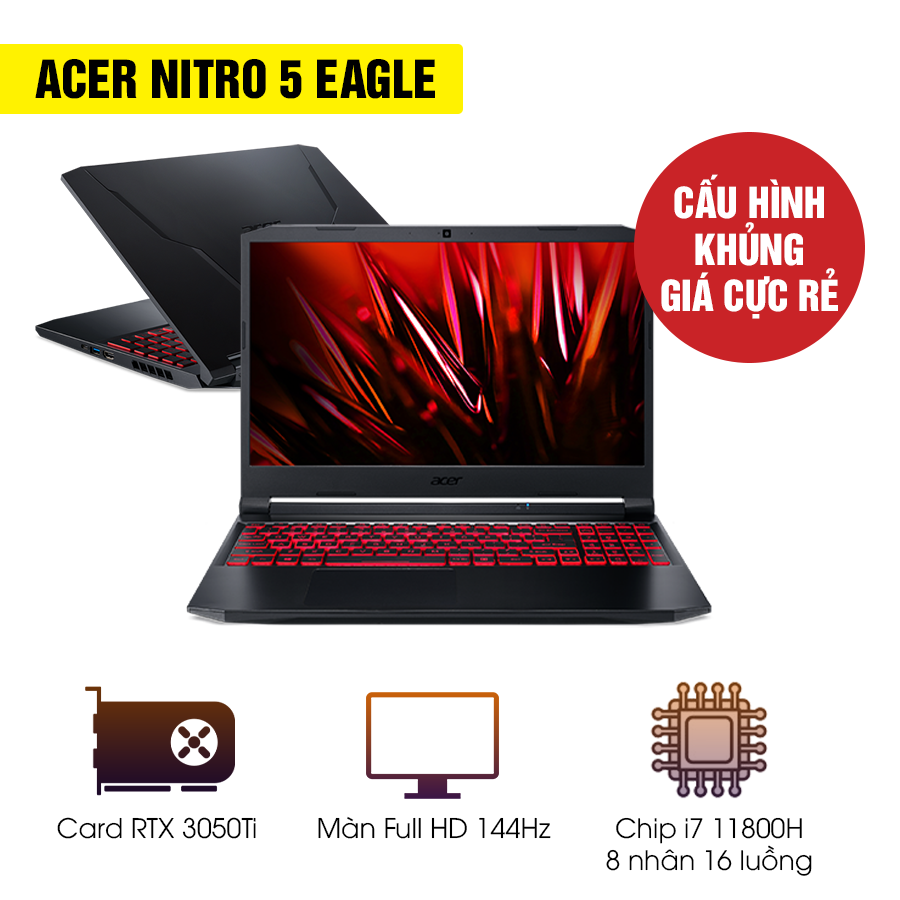 ACER NITRO 5 EAGLE
CẤU HÌNH
KHỦNG
GIÁ CỰC RẺ
acer
acer
Card RTX 3050Ti
Màn Full HD 144Hz
Chip i7 11800H
8 nhân 16 luồng